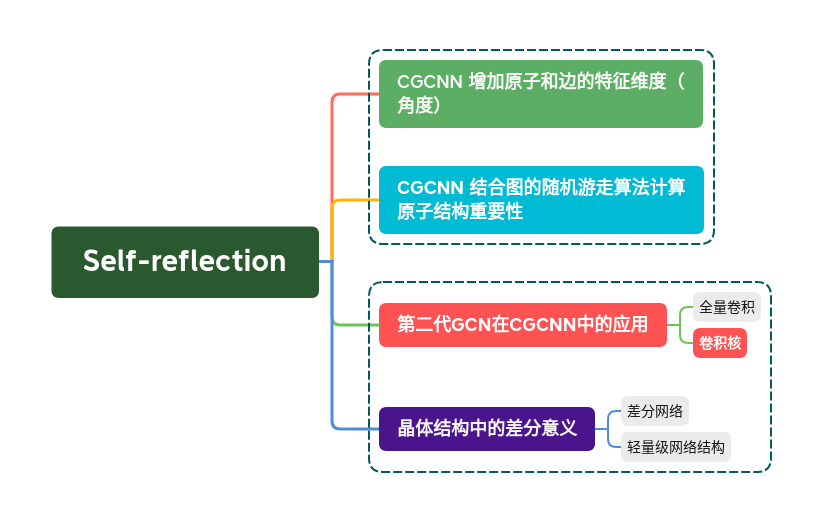 CGCNN 增加原子和边的特征维度（
角度）
CGCNN 结合图的随机游走算法计算
原子结构重要性
Self-reflection
第二代GCN在CGCNN中的应用
全量卷积
卷积核
晶体结构中的差分意义
差分网络
轻量级网络结构